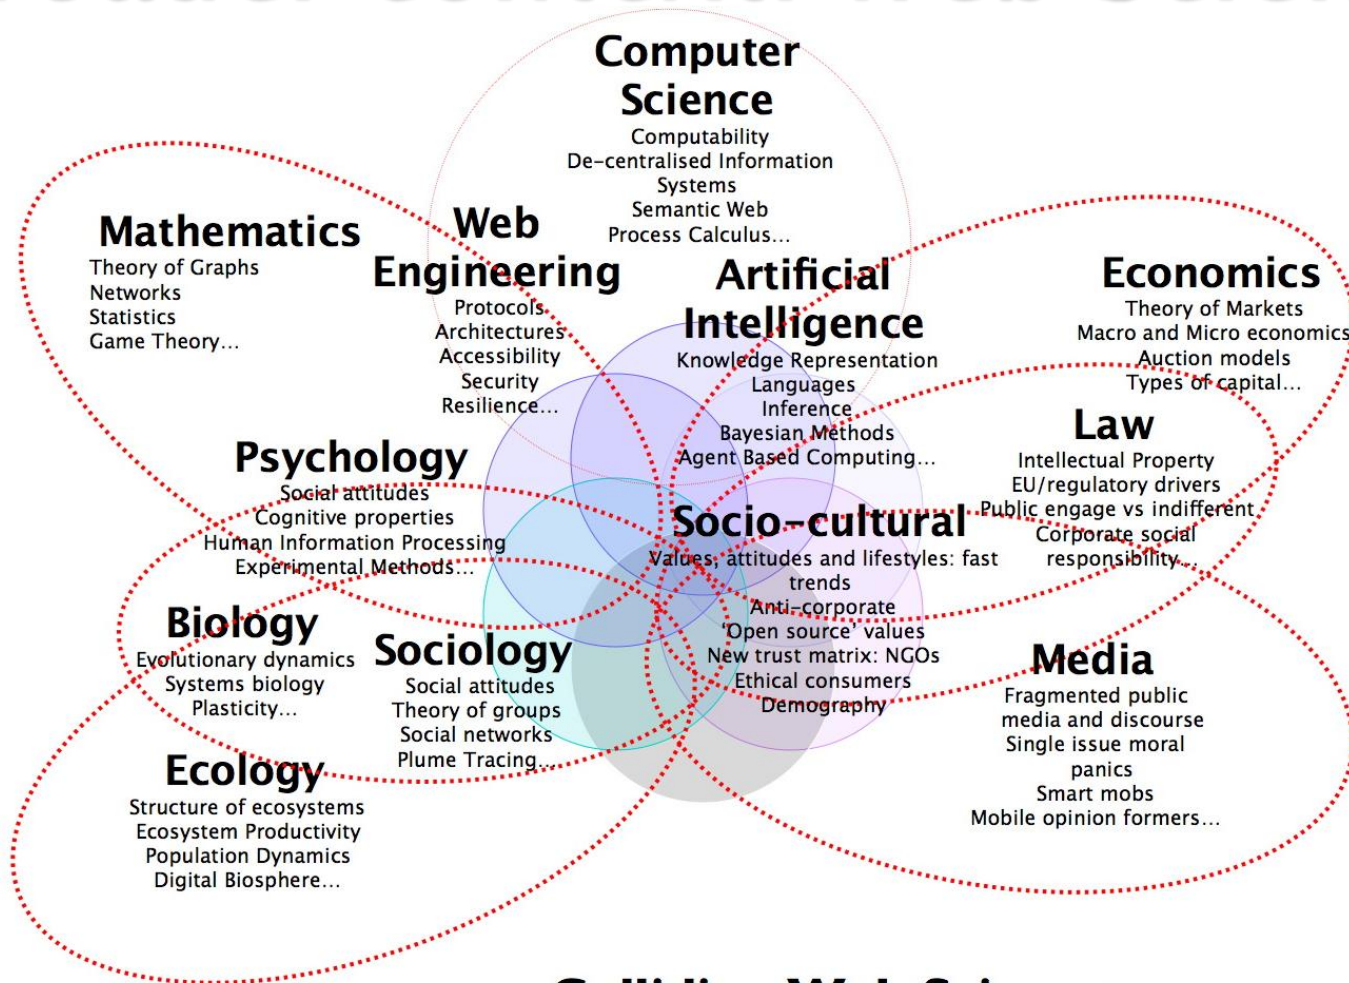 Computer
Science
Computability
De-centralised Information
Systems
Semantic Web
Process Calculus...
Mathematics
Theory of Graphs
Networks
Statistics
Game Theory...
Web
Engineering
Protocols
Architectures
Accessibility
Security
Resilience...
Artificial
Intelligence
Knowledge Representation
Languages
Inference
Bayesian Methods
Agent Based Computing...
Economics
Theory of Markets
Macro and Micro economics
Auction models
Types of capital...
Law
Intellectual Property
EU/regulatory drivers
Public engage vs indifferent
Corporate social
responsibility...
Psychology
Social attitudes
Cognitive properties
Human Information Processing
Experimental Methods...
Socio-cultural
Values, attitudes and lifestyles: fast
trends
Anti-corporate
'Open source' values
New trust matrix: NGOs
Ethical consumers
Demography
Biology
Evolutionary dynamics
Systems biology
Plasticity...
Sociology
Social attitudes
Theory of groups
Social networks
Plume Tracing...
Media
Fragmented public
media and discourse
Single issue moral
panics
Smart mobs
Mobile opinion formers...
Ecology
Structure of ecosystems
Ecosystem Productivity
Population Dynamics
Digital Biosphere...